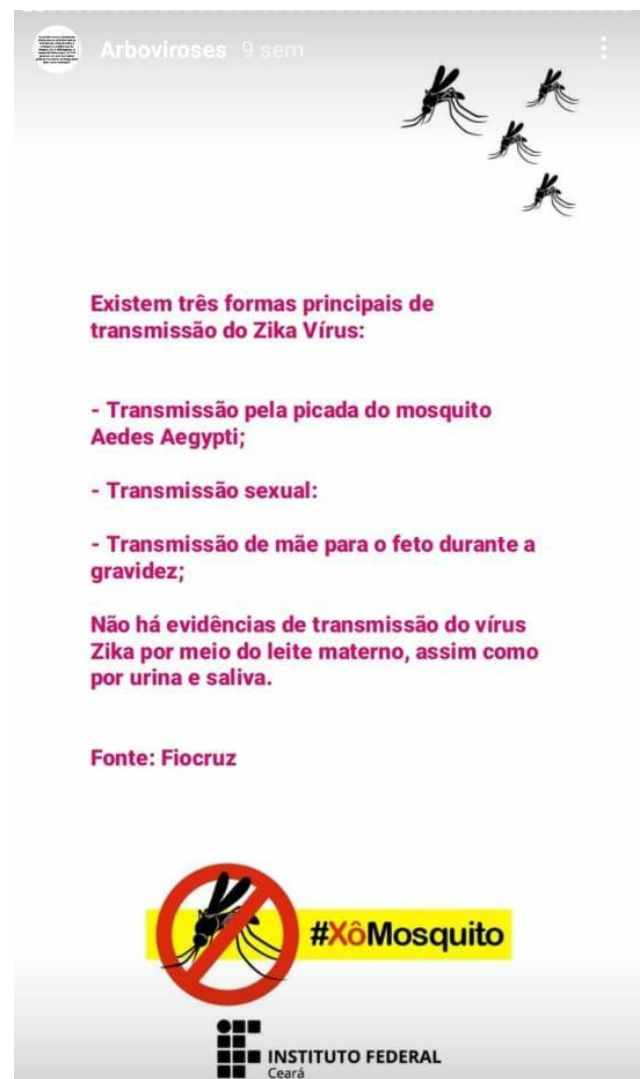 Arboviroses 9 sem
Existem três formas principais de
transmissão do Zika Vírus:
- Transmissão pela picada do mosquito
Aedes Aegypti;
- Transmissão sexual:
- Transmissão de mãe para o feto durante a
gravidez;
Não há evidências de transmissão do vírus
Zika por meio do leite materno, assim como
por urina e saliva.
Fonte: Fiocruz
#XôMosquito
INSTITUTO FEDERAL
Ceará